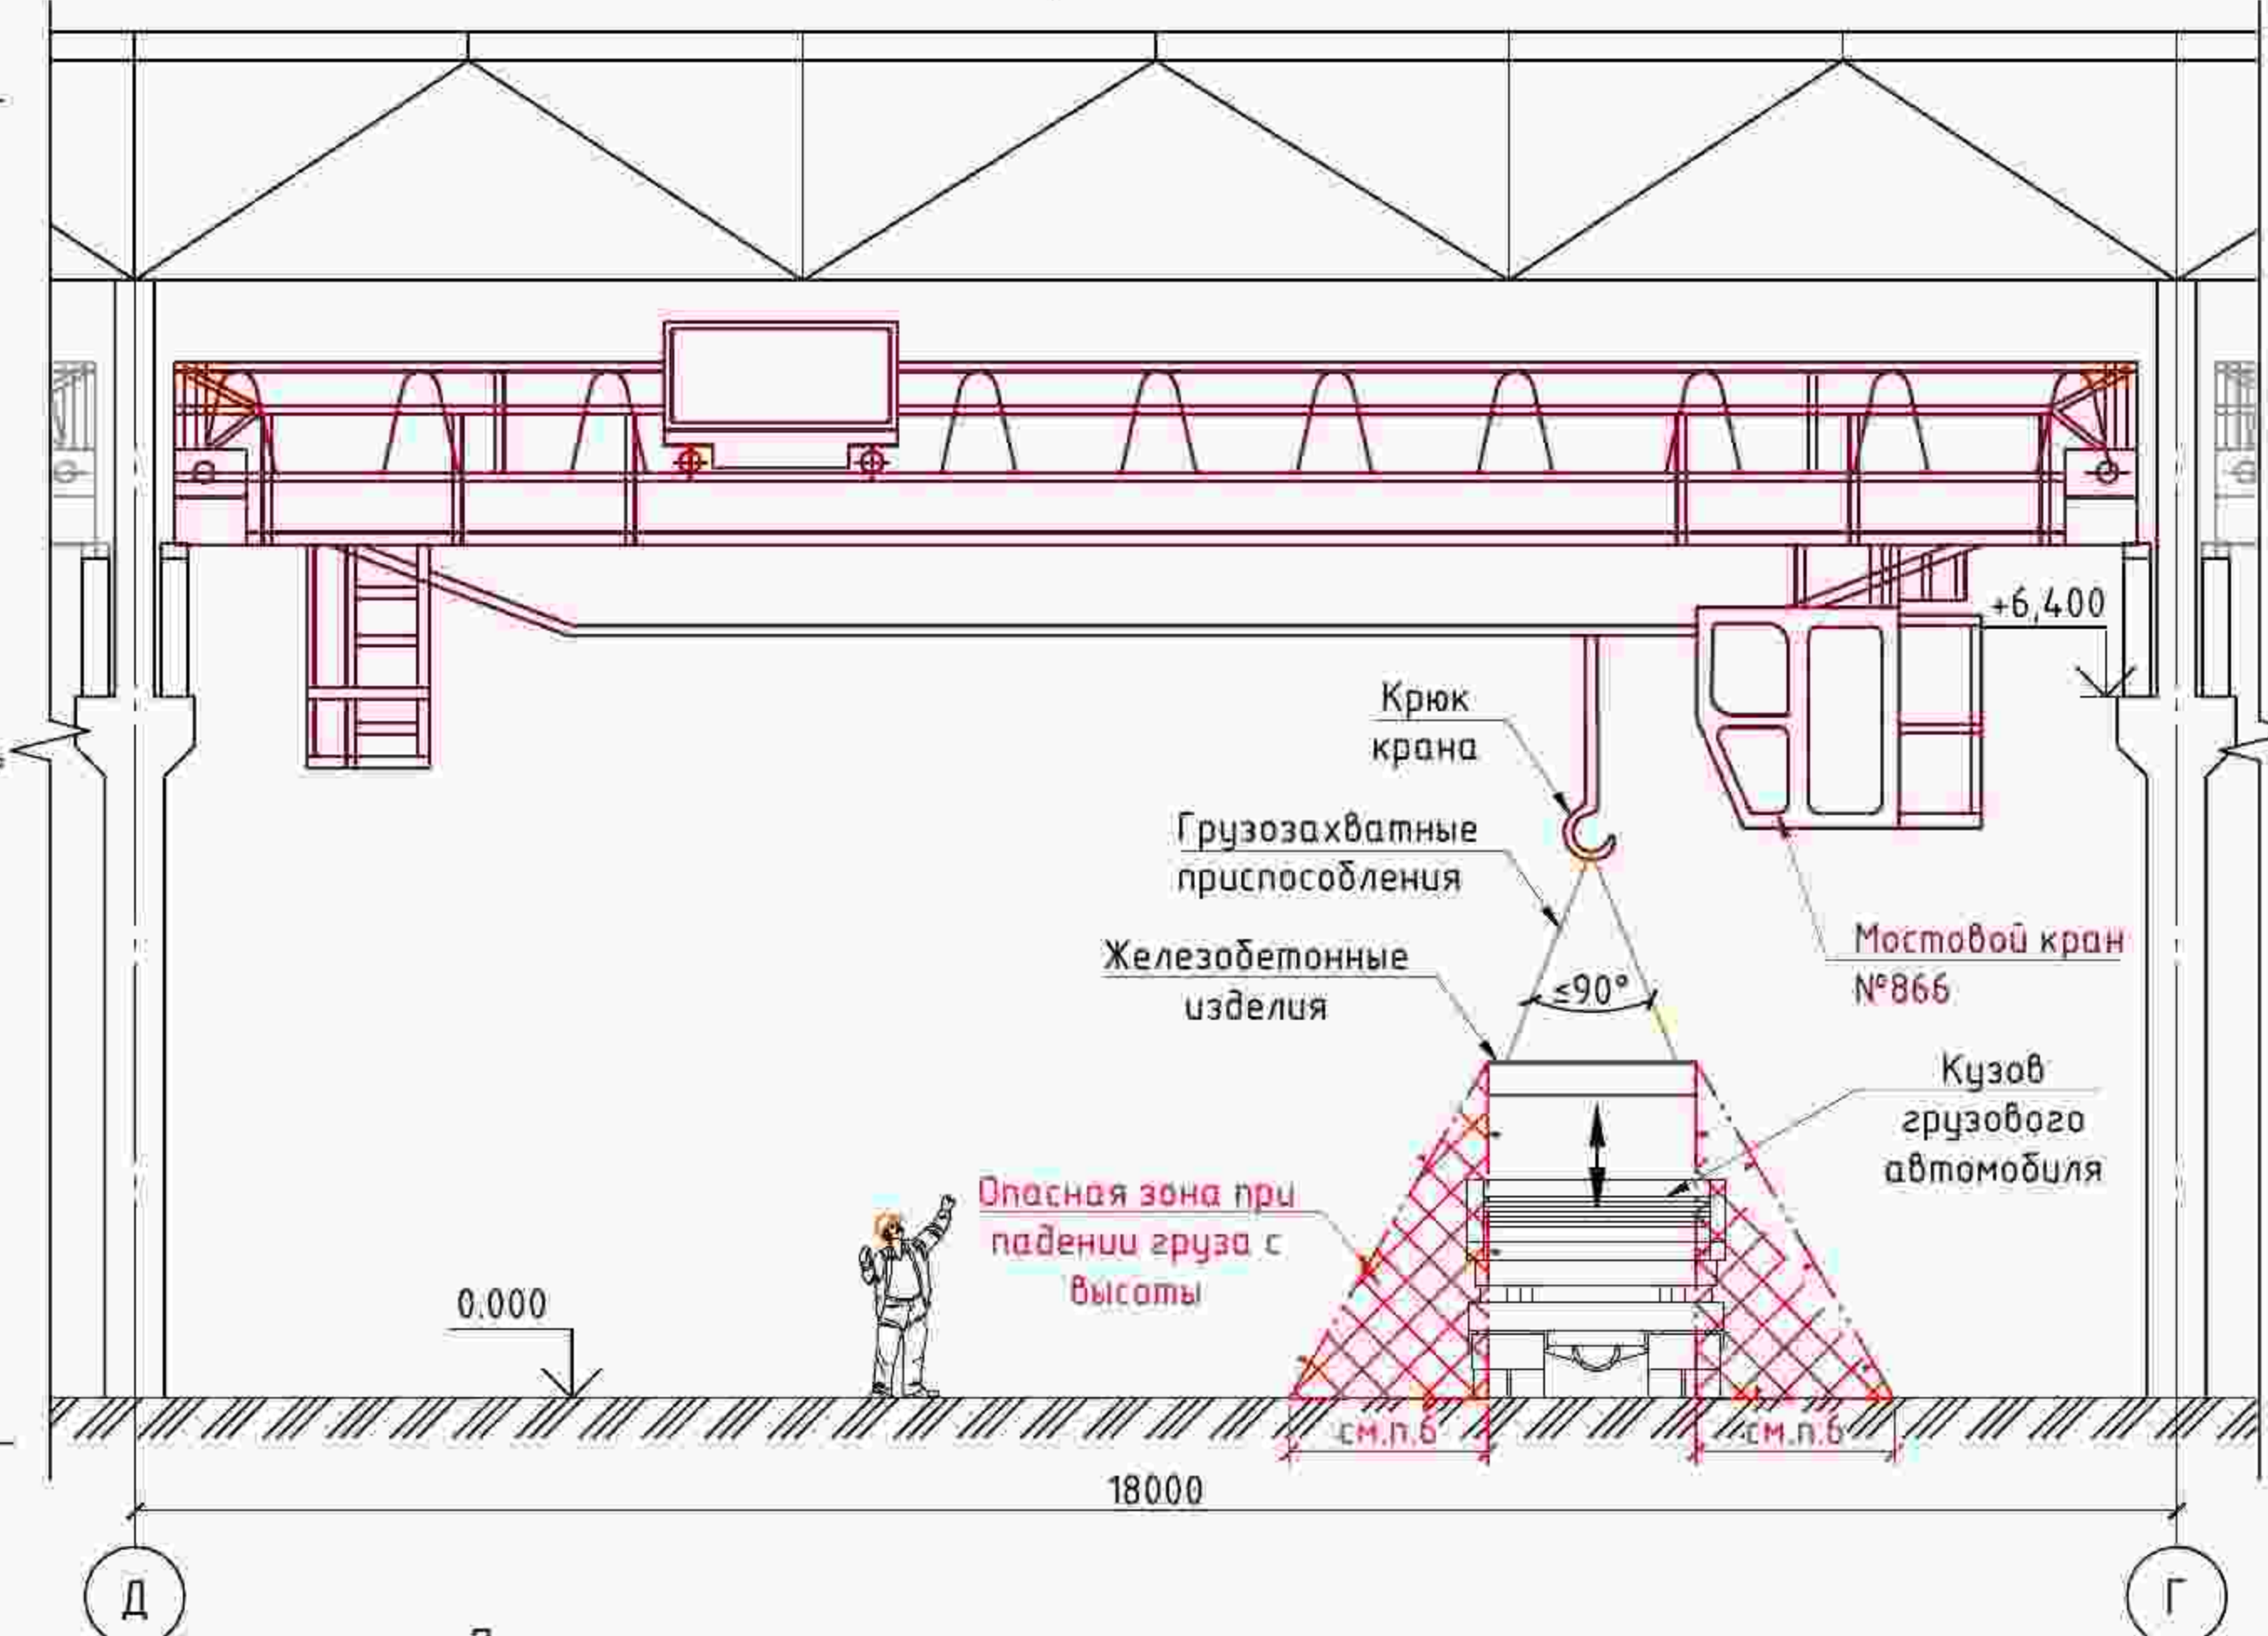 +6,400
Крюк
крана
Грузозахватные
приспособления
Мостовой кран
№866
Железобетонные
изделия
≤90°
Кузов
грузового
автомобиля
Опасная зона при
падении груза с
высоты
0.000
см.п.6
см.п.6
18000
Д
Г